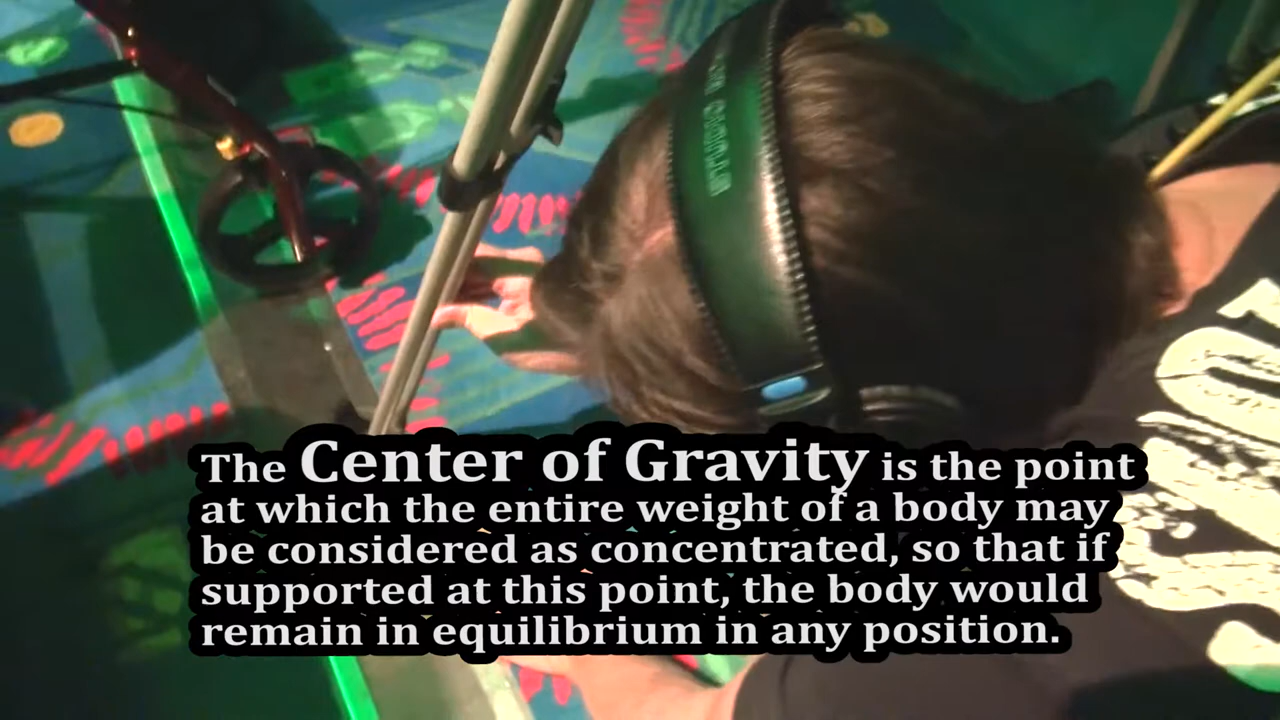 The Center of Gravity is the point
at which the entire weight of a body may
be considered as concentrated, so that if
supported at this point, the body would
remain in equilibrium in any position.